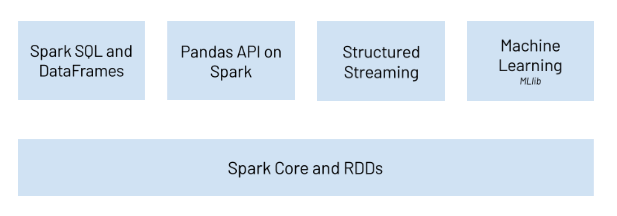 Spark SQL and
DataFrames
Pandas API on
Spark
Structured
Streaming
Machine
Learning
MLlib
Spark Core and RDDs